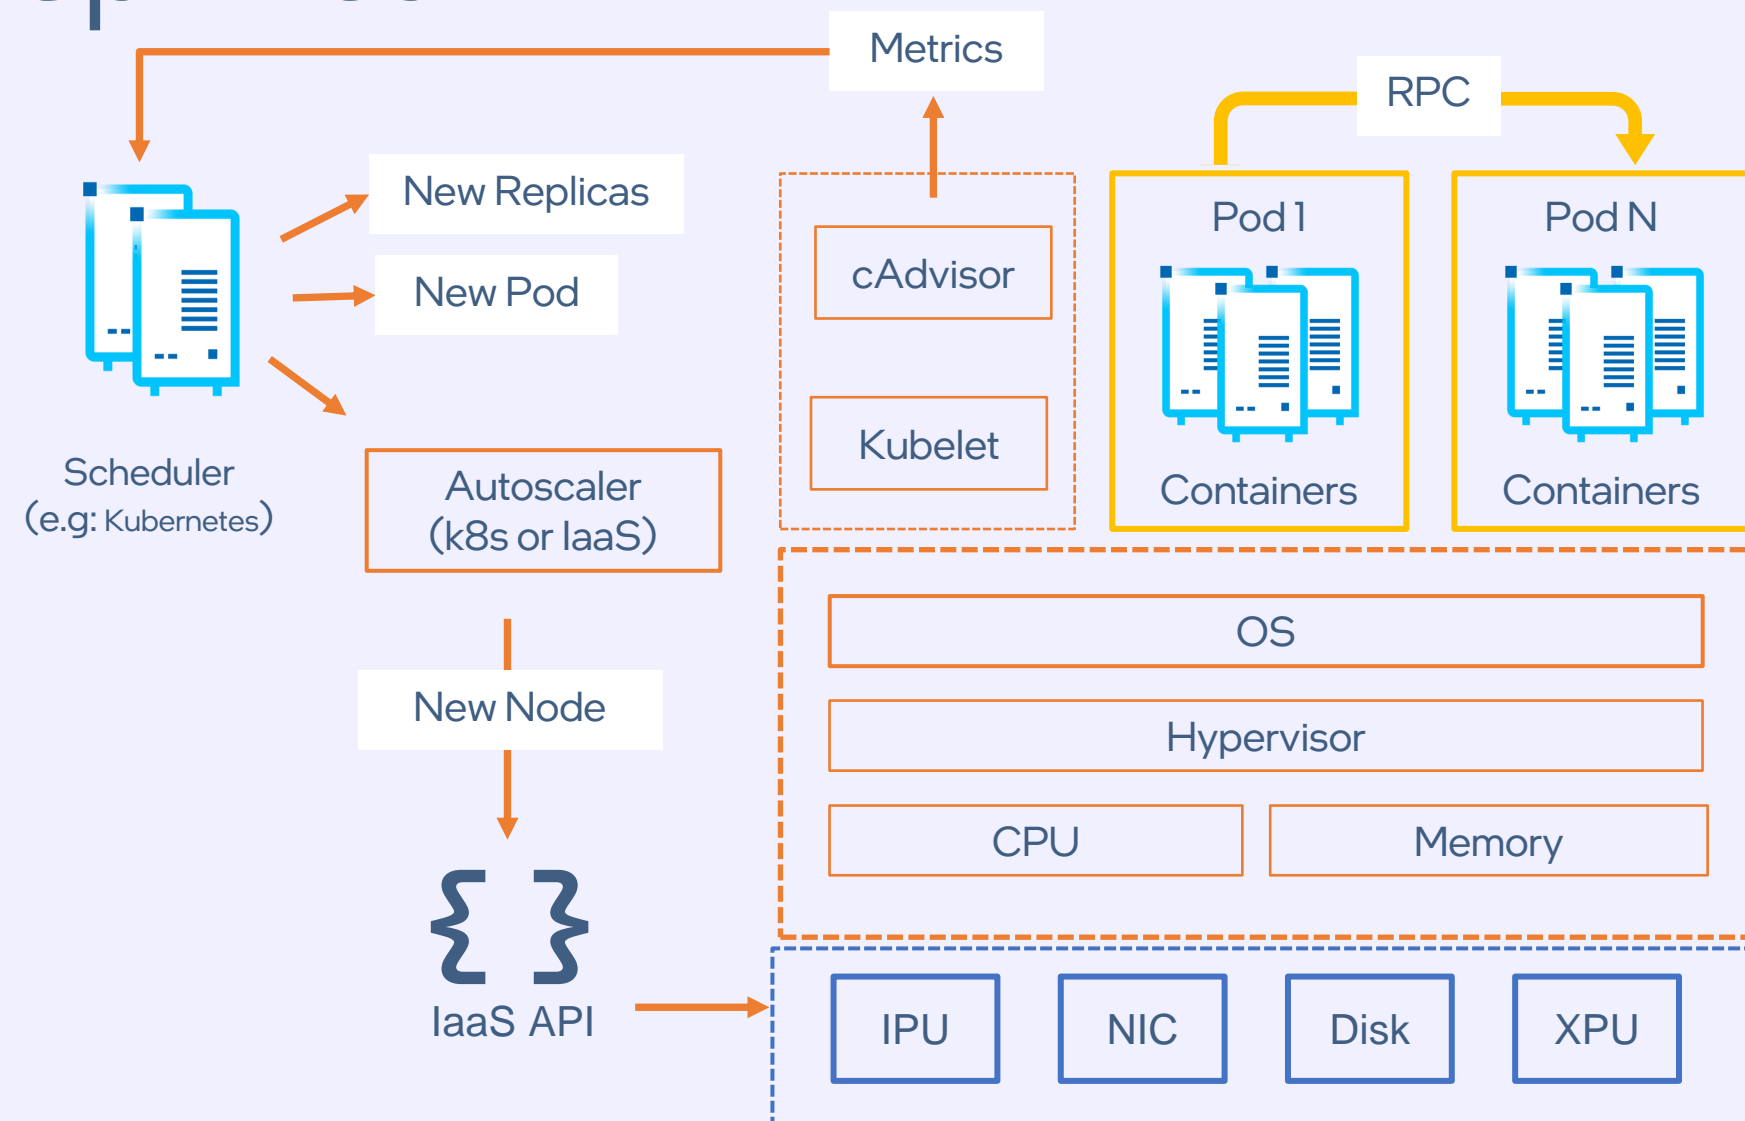 Metrics
RPC
New Replicas
New Pod
Scheduler
(e.g: Kubernetes)
Autoscaler
(k8s or IaaS)
New Node
IaaS API
cAdvisor
Kubelet
Pod 1
Containers
Pod N
Containers
OS
Hypervisor
CPU
Memory
IPU
NIC
Disk
XPU